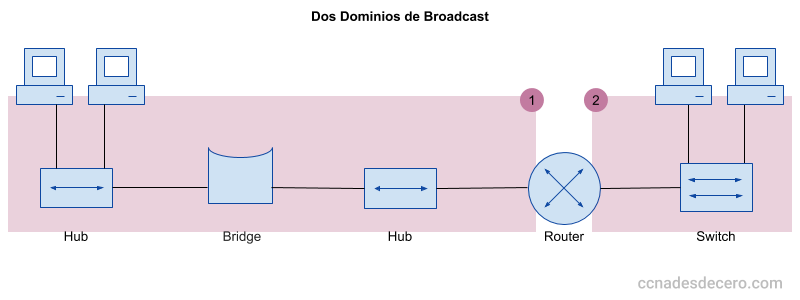 Dos Dominios de Broadcast
1
2
Hub
Bridge
Hub
Router
Switch
ccnadesdecero.com